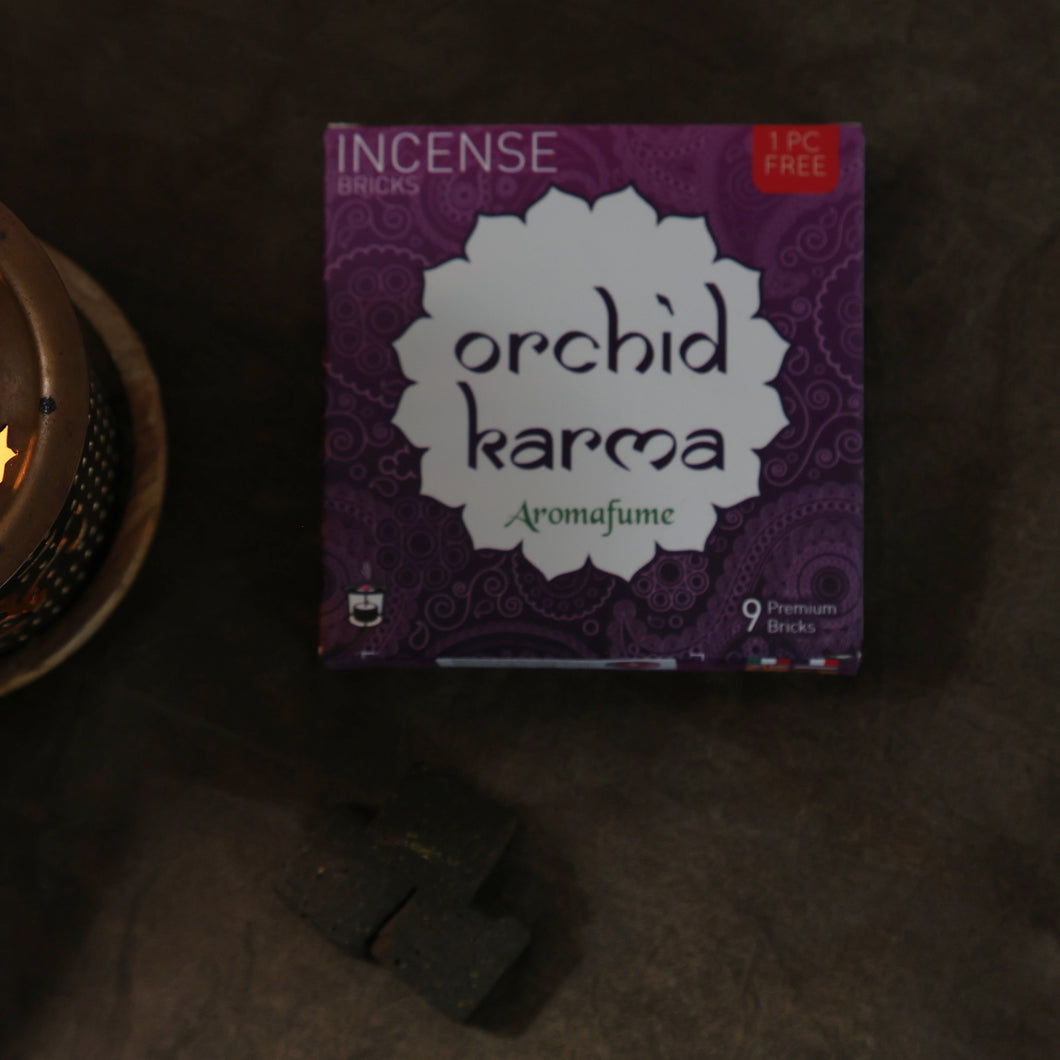 INCENSE
BRICKS
1 PC
FREE
orchid
karma
Aromafume
9 Premium
Bricks